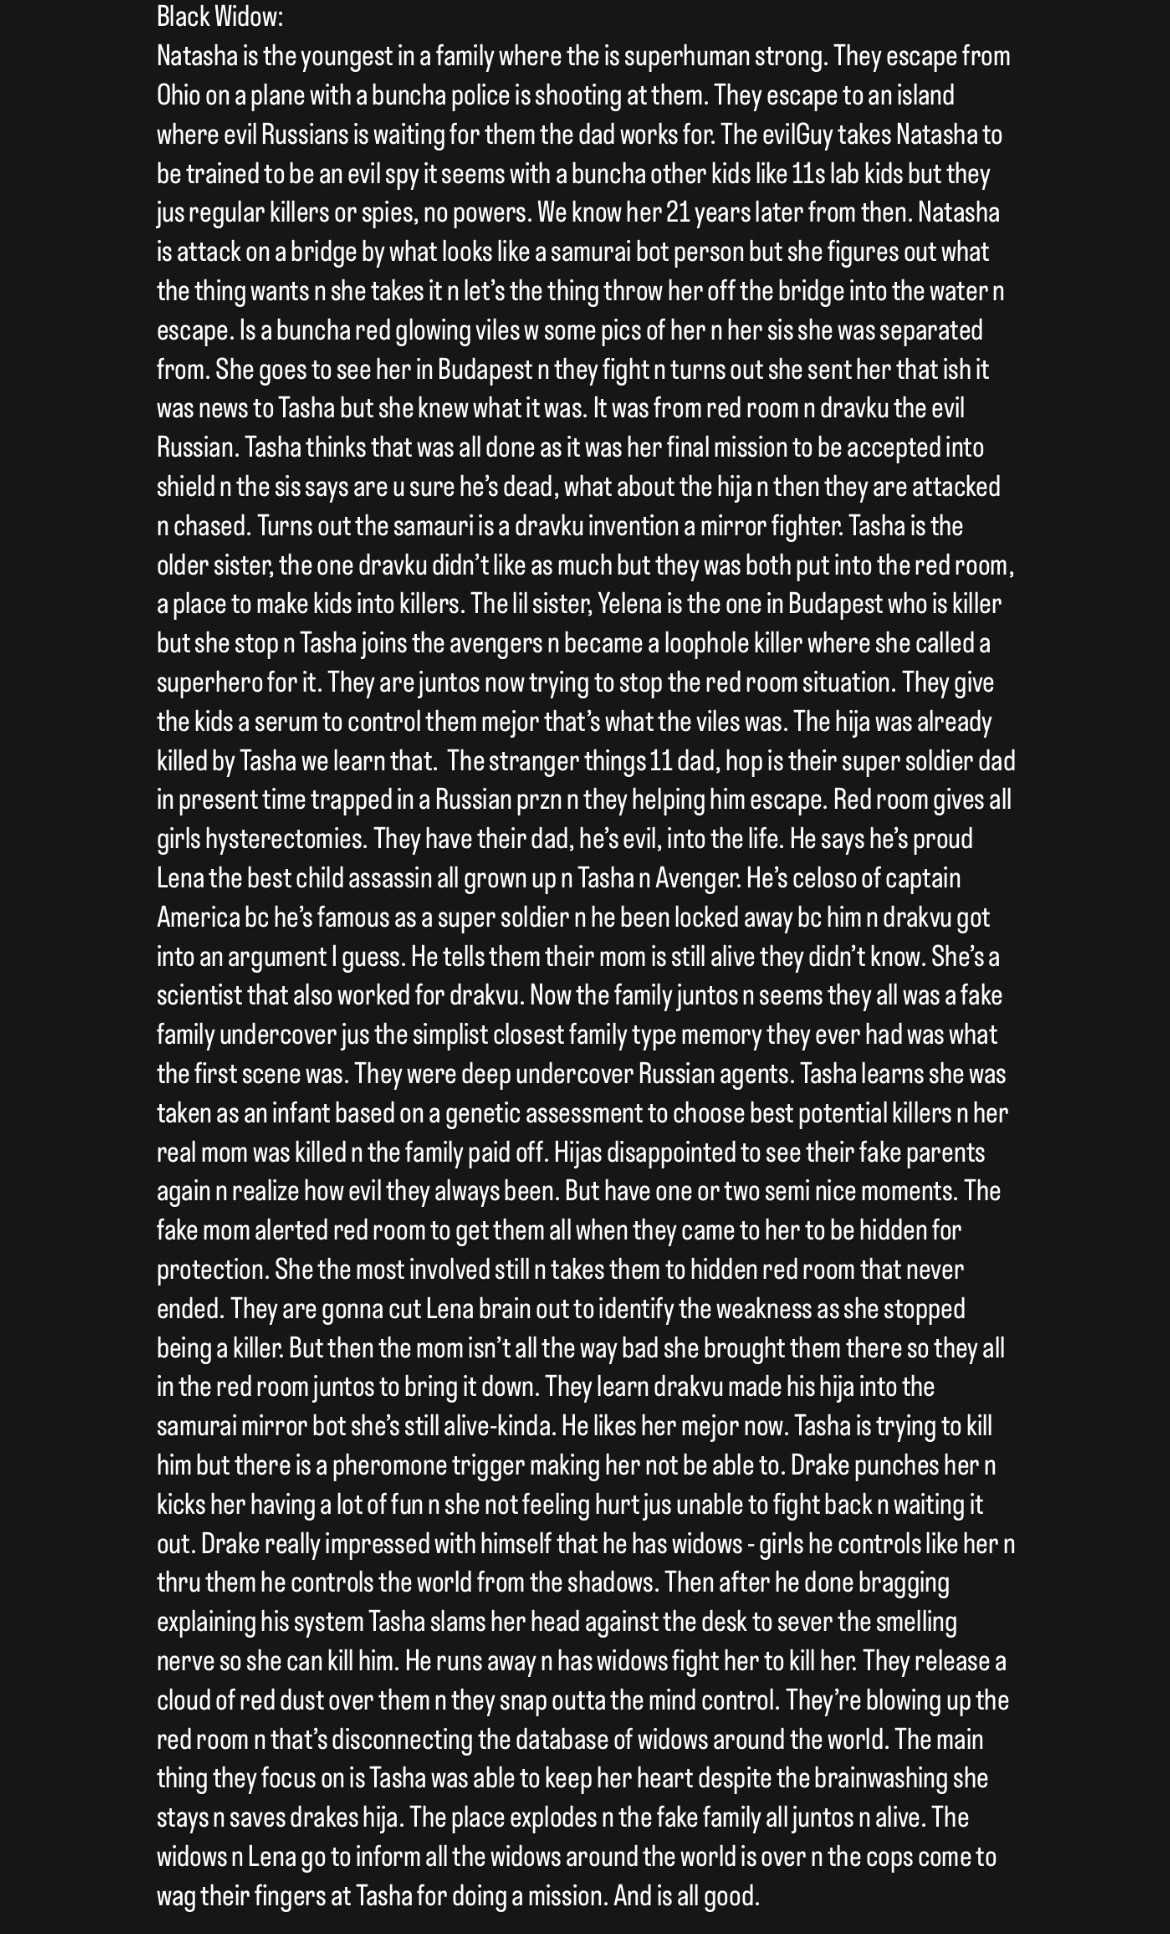 Black Widow:
Natasha is the youngest in a family where the is superhuman strong. They escape from
Ohio on a plane with a buncha police is shooting at them. They escape to an island
where evil Russians is waiting for them the dad works for. The evilGuy takes Natasha to
be trained to be an evil spy it seems with a buncha other kids like 11s lab kids but they
jus regular killers or spies, no powers. We know her 21 years later from then. Natasha
is attack on a bridge by what looks like a samurai bot person but she figures out what
the thing wants n she takes it n let’s the thing throw her off the bridge into the water n
escape. Is a buncha red glowing viles w some pics of her n her sis she was separated
from. She goes to see her in Budapest n they fight n turns out she sent her that ish it
was news to Tasha but she knew what it was. It was from red room n dravku the evil
Russian. Tasha thinks that was all done as it was her final mission to be accepted into
shield n the sis says are u sure he’s dead, what about the hija n then they are attacked
n chased. Turns out the samauri is a dravku invention a mirror fighter. Tasha is the
older sister, the one dravku didn’t like as much but they was both put into the red room,
a place to make kids into killers. The lil sister, Yelena is the one in Budapest who is killer
but she stop n Tasha joins the avengers n became a loophole killer where she called a
superhero for it. They are juntos now trying to stop the red room situation. They give
the kids a serum to control them mejor that’s what the viles was. The hija was already
killed by Tasha we learn that.  The stranger things 11 dad, hop is their super soldier dad
in present time trapped in a Russian przn n they helping him escape. Red room gives all
girls hysterectomies. They have their dad, he’s evil, into the life. He says he’s proud
Lena the best child assassin all grown up n Tasha n Avenger. He’s celoso of captain
America bc he’s famous as a super soldier n he been locked away bc him n drakvu got
into an argument I guess. He tells them their mom is still alive they didn’t know. She’s a
scientist that also worked for drakvu. Now the family juntos n seems they all was a fake
family undercover jus the simplist closest family type memory they ever had was what
the first scene was. They were deep undercover Russian agents. Tasha learns she was
taken as an infant based on a genetic assessment to choose best potential killers n her
real mom was killed n the family paid off. Hijas disappointed to see their fake parents
again n realize how evil they always been. But have one or two semi nice moments. The
fake mom alerted red room to get them all when they came to her to be hidden for
protection. She the most involved still n takes them to hidden red room that never
ended. They are gonna cut Lena brain out to identify the weakness as she stopped
being a killer. But then the mom isn’t all the way bad she brought them there so they all
in the red room juntos to bring it down. They learn drakvu made his hija into the
samurai mirror bot she’s still alive-kinda. He likes her mejor now. Tasha is trying to kill
him but there is a pheromone trigger making her not be able to. Drake punches her n
kicks her having a lot of fun n she not feeling hurt jus unable to fight back n waiting it
out. Drake really impressed with himself that he has widows - girls he controls like her n
thru them he controls the world from the shadows. Then after he done bragging
explaining his system Tasha slams her head against the desk to sever the smelling
nerve so she can kill him. He runs away n has widows fight her to kill her. They release a
cloud of red dust over them n they snap outta the mind control. They’re blowing up the
red room n that’s disconnecting the database of widows around the world. The main
thing they focus on is Tasha was able to keep her heart despite the brainwashing she
stays n saves drakes hija. The place explodes n the fake family all juntos n alive. The
widows n Lena go to inform all the widows around the world is over n the cops come to
wag their fingers at Tasha for doing a mission. And is all good.